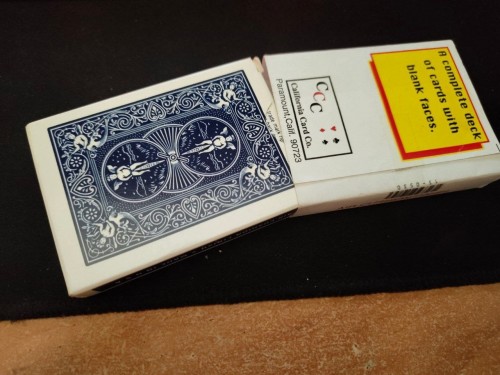 A complete deck
of cards with
blank faces.
CCC
California Card Co.
Paramount,Calif. 90723